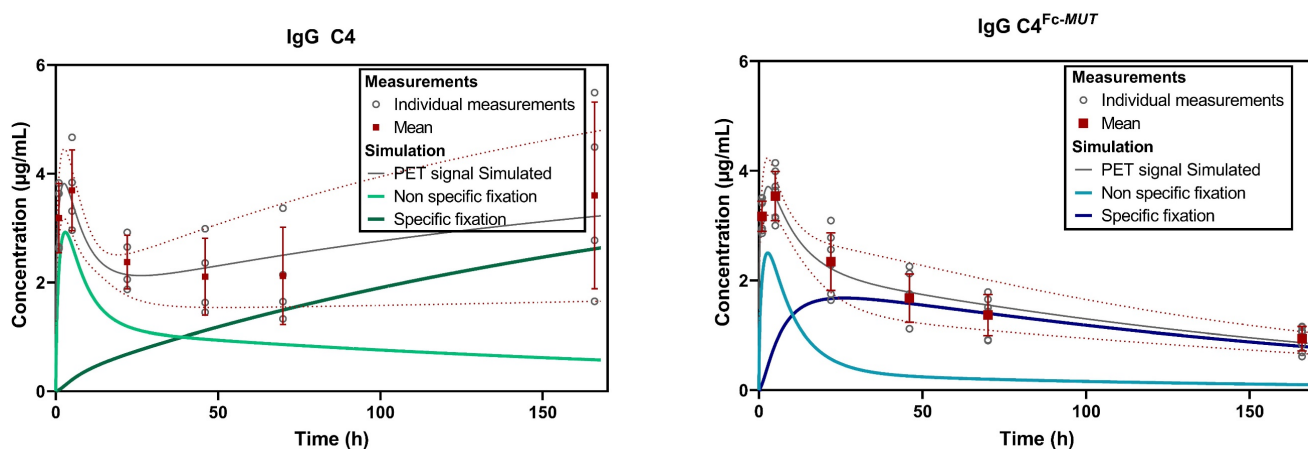 IgG C4
Concentration (µg/mL)
6
4
2
0
0
50
100
150
Time (h)
Measurements
Individual measurements
Mean
Simulation
PET signal Simulated
Non specific fixation
Specific fixation
IgG C4Fc-MUT
Concentration (µg/mL)
6
4
2
0
0
50
100
150
Time (h)
Measurements
Individual measurements
Mean
Simulation
PET signal Simulated
Non specific fixation
Specific fixation